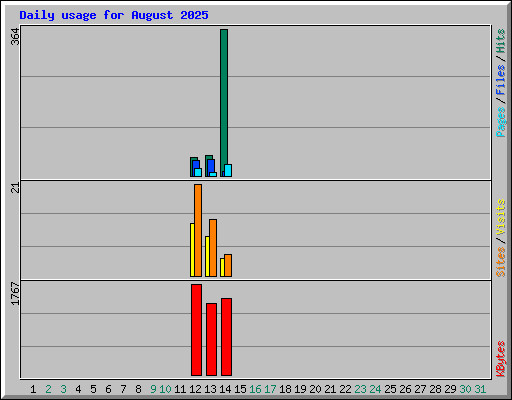 Daily usage for August 2025
364
Pages/Files/Hits
21
Sites/Visits
1767
KBytes
1 2 3 4 5 6 7 8 9 10 11 12 13 14 15 16 17 18 19 20 21 22 23 24 25 26 27 28 29 30 31